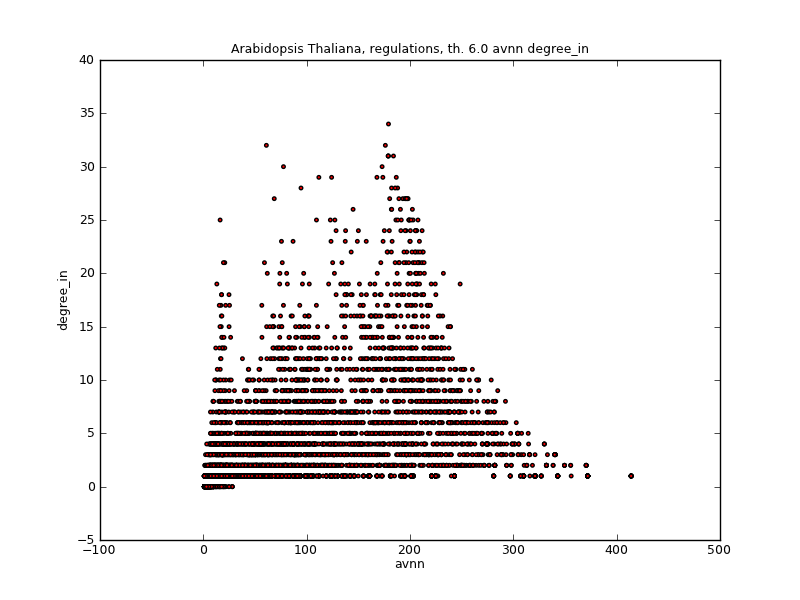 Arabidopsis Thaliana, regulations, th. 6.0 avnn degree_in
40
35
30
25
20
15
10
5
0
−5
degree_in
−100 0 100 200 300 400 500
avnn